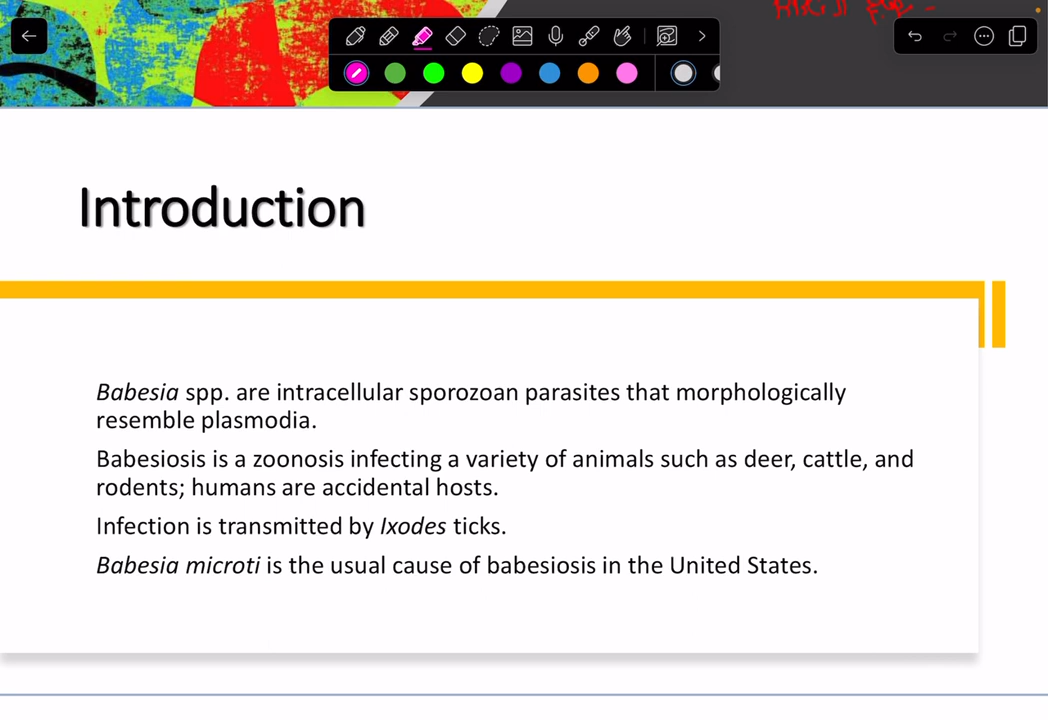 Introduction
Babesia spp. are intracellular sporozoan parasites that morphologically
resemble plasmodia.
Babesiosis is a zoonosis infecting a variety of animals such as deer, cattle, and
rodents; humans are accidental hosts.
Infection is transmitted by Ixodes ticks.
Babesia microti is the usual cause of babesiosis in the United States.